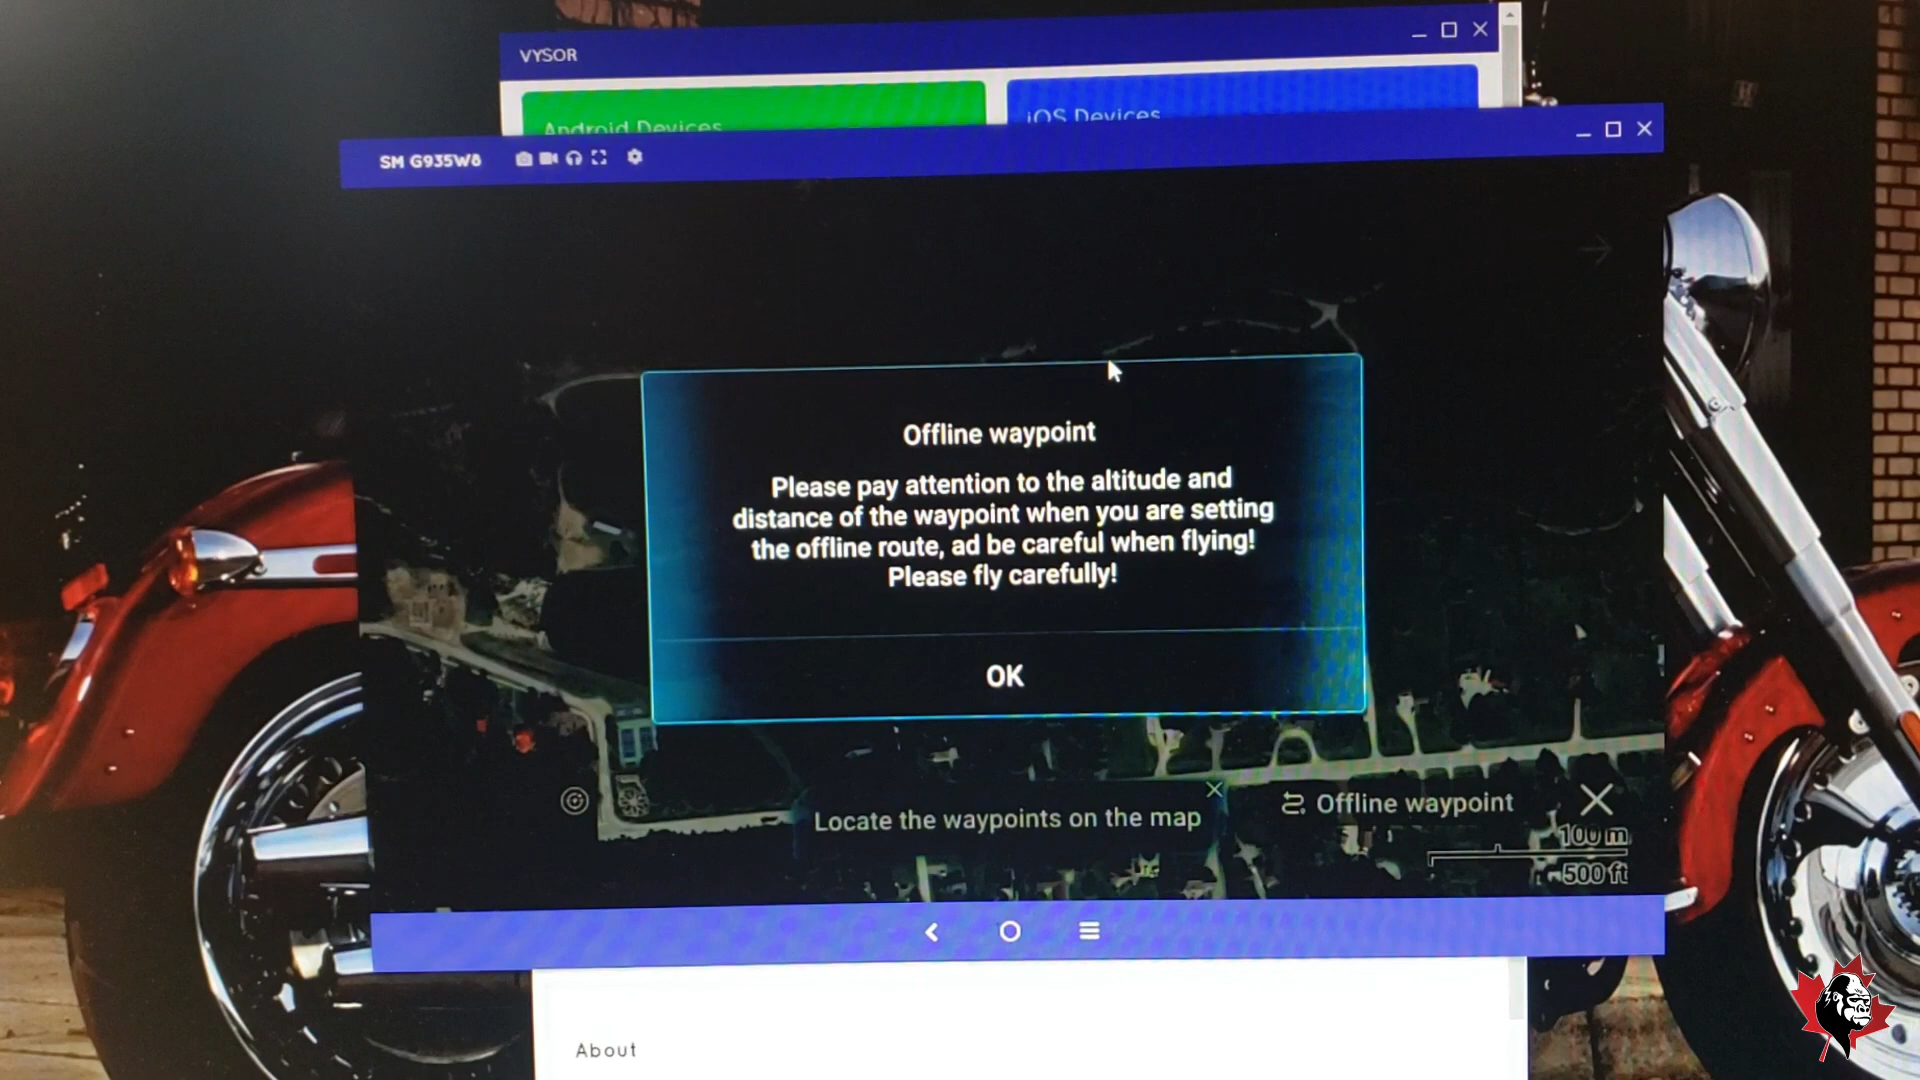 VYSOR
Android Devices
iOS Devices
SM G935W8
Offline waypoint
Please pay attention to the altitude and
distance of the waypoint when you are setting
the offline route, ad be careful when flying!
Please fly carefully!
OK
Locate the waypoints on the map
Offline waypoint
100 m
500 ft
About